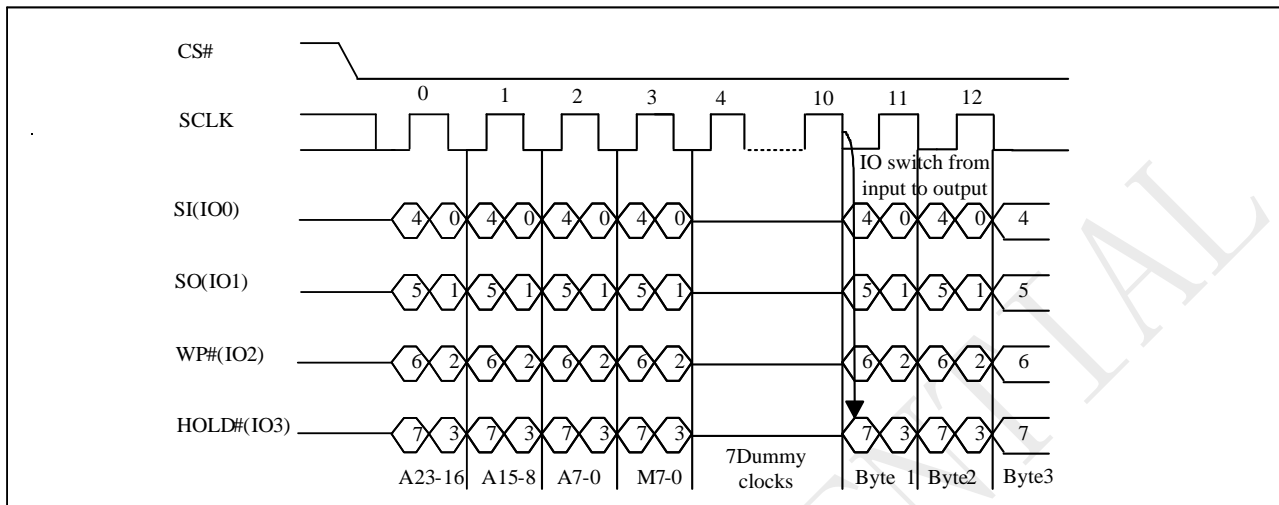 CS#
0 1 2 3 4 10 11 12
SCLK
IO switch from
input to output
SI(IO0) 4 0 4 0 4 0 4 0 4 0 4 0 4
SO(IO1) 5 1 5 1 5 1 5 1 5 1 5 1 5
WP#(IO2) 6 2 6 2 6 2 6 2 6 2 6 2 6
HOLD#(IO3) 7 3 7 3 7 3 7 3 7 3 7 3 7
A23-16 A15-8 A7-0 M7-0 7Dummy Byte 1 Byte2 Byte3
clocks
NTIAL